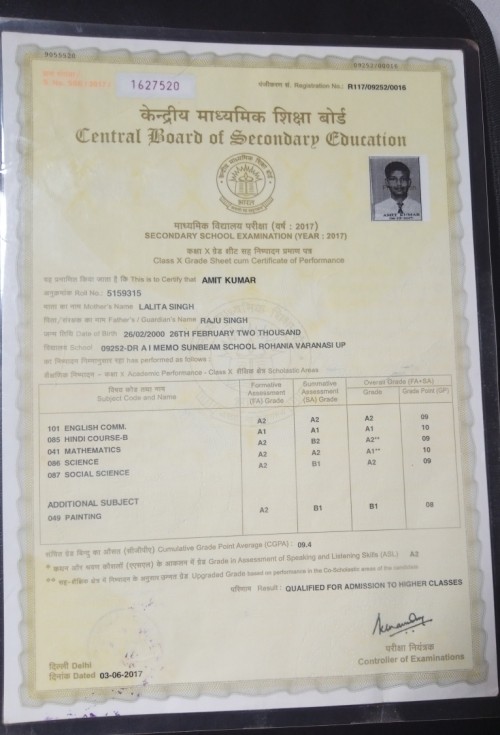 9055520
09252/0016
1627520
पंजीकरण सं. Registration No.: R117/09252/0016
केन्द्रीय माध्यमिक शिक्षा बोर्ड
Central Board of Secondary Education
भारत
AMIT KUMAR
माध्यमिक विद्यालय परीक्षा (वर्ष : 2017)
SECONDARY SCHOOL EXAMINATION (YEAR : 2017)
कक्षा X ग्रेड शीट सह निष्पादन प्रमाण पत्र
Class X Grade Sheet cum Certificate of Performance
यह प्रमाणित किया जाता है कि This is to Certify that AMIT KUMAR
अनुक्रमांक Roll No.: 5159315
माता का नाम Mother's Name LALITA SINGH
पिता/संरक्षक का नाम Father's / Guardian's Name RAJU SINGH
जन्म तिथि Date of Birth 26/02/2000 26TH FEBRUARY TWO THOUSAND
विद्यालय School 09252-DR A I MEMO SUNBEAM SCHOOL ROHANIA VARANASI UP
का निष्पादन निम्नानुसार रहा has performed as follows :
शैक्षणिक निष्पादन - कक्षा X Academic Performance - Class X शैक्षिक क्षेत्र Scholastic Areas
विषय कोड तथा नाम Subject Code and Name
Formative Assessment (FA) Grade
Summative Assessment (SA) Grade
Overall Grade (FA+SA)
Grade
Grade Point (GP)
101 ENGLISH COMM. A2 A2 A2 09
085 HINDI COURSE-B A1 A1 A1 10
041 MATHEMATICS A2 B2 A2** 09
086 SCIENCE A2 A2 A1** 10
087 SOCIAL SCIENCE A2 B1 A2 09
ADDITIONAL SUBJECT
049 PAINTING A2 B1 B1 08
संचित ग्रेड बिन्दु का औसत (सीजीपीए) Cumulative Grade Point Average (CGPA) : 09.4
* कथन और श्रवण कौशलों (एएसएल) के आकलन में ग्रेड Grade in Assessment of Speaking and Listening Skills (ASL) A2
** सह-शैक्षिक क्षेत्र में निष्पादन के अनुसार उन्नत ग्रेड Upgraded Grade based on performance in the Co-Scholastic areas of the candidate
परिणाम Result : QUALIFIED FOR ADMISSION TO HIGHER CLASSES
दिल्ली Delhi
दिनांक Dated 03-06-2017
परीक्षा नियंत्रक
Controller of Examinations